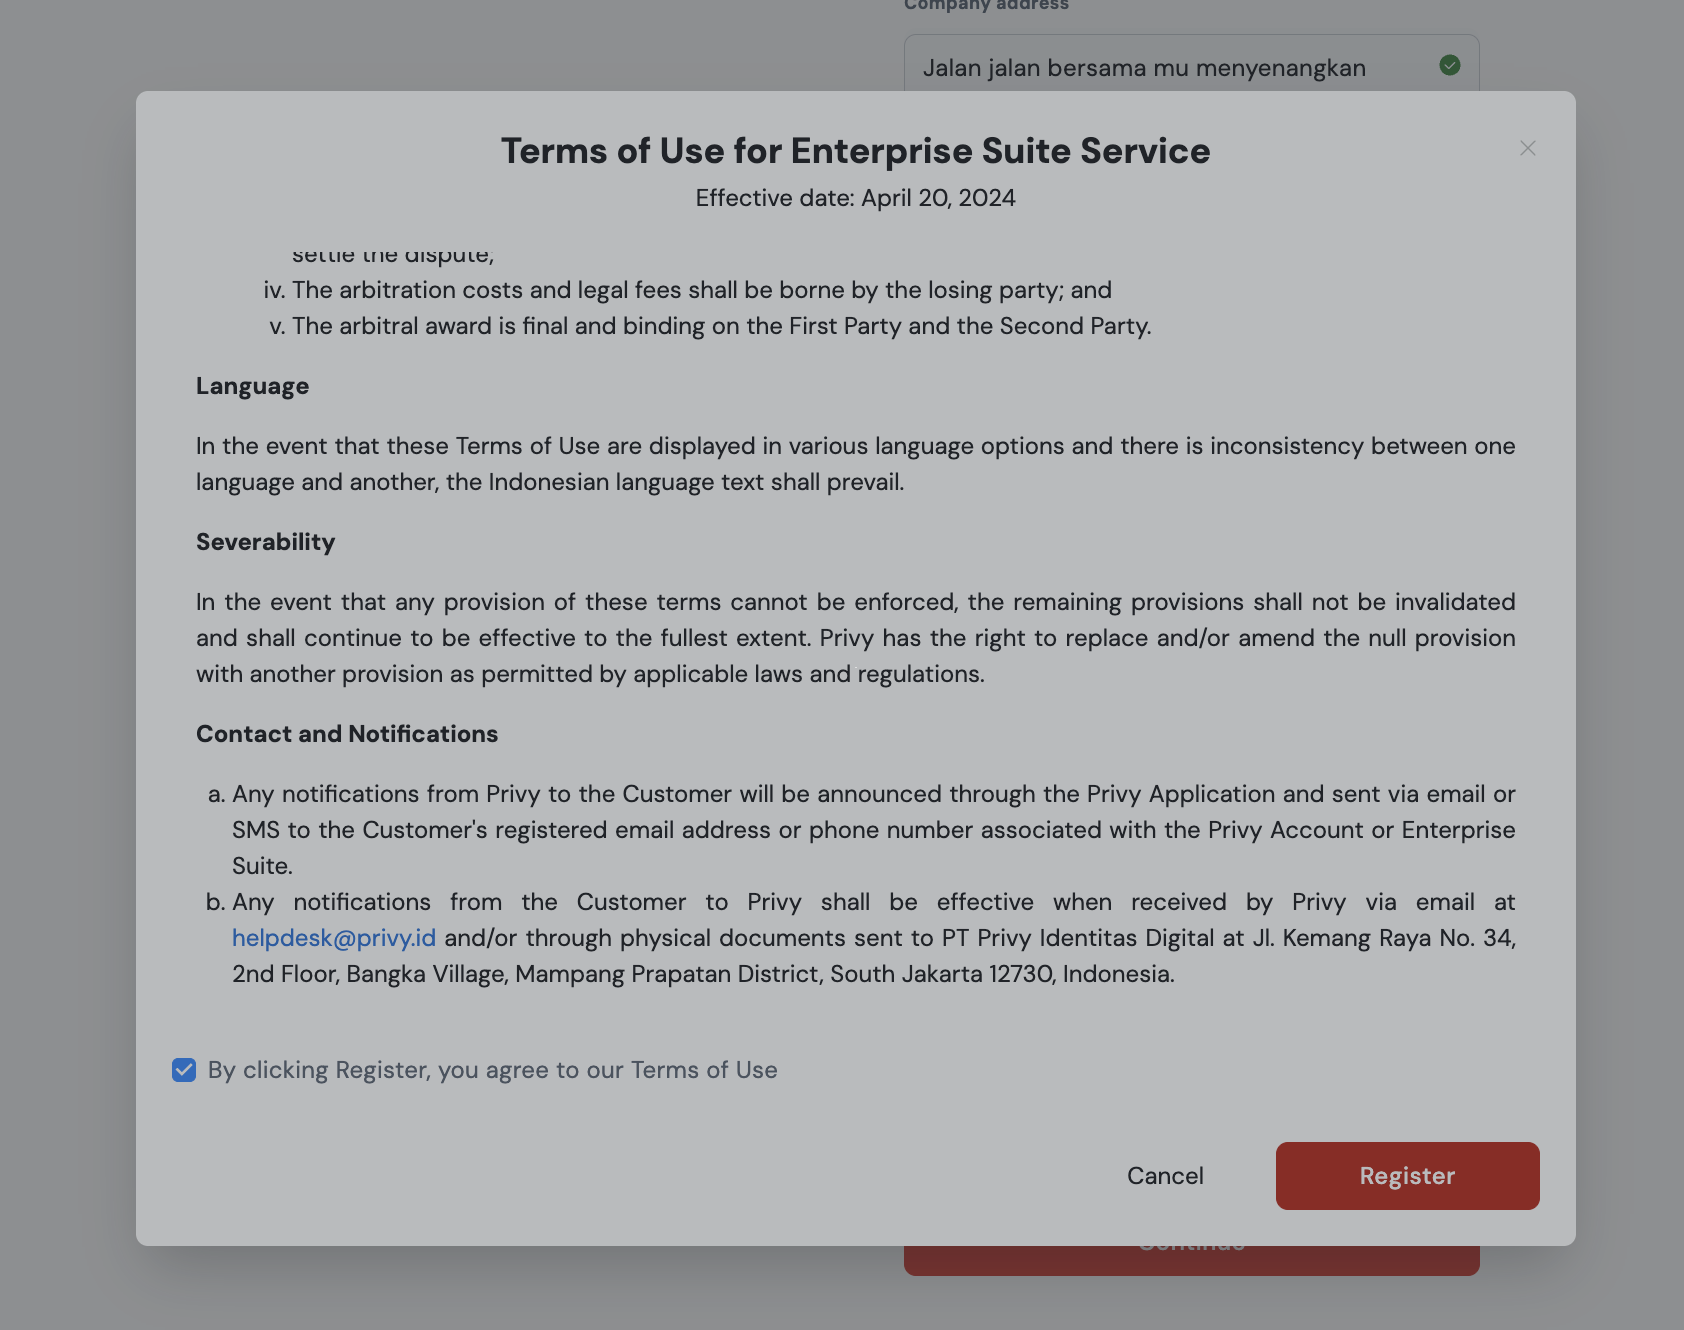 Company address
Jalan jalan bersama mu menyenangkan
Terms of Use for Enterprise Suite Service
Effective date: April 20, 2024
settle the dispute;
iv. The arbitration costs and legal fees shall be borne by the losing party; and
v. The arbitral award is final and binding on the First Party and the Second Party.
Language
In the event that these Terms of Use are displayed in various language options and there is inconsistency between one
language and another, the Indonesian language text shall prevail.
Severability
In the event that any provision of these terms cannot be enforced, the remaining provisions shall not be invalidated
and shall continue to be effective to the fullest extent. Privy has the right to replace and/or amend the null provision
with another provision as permitted by applicable laws and regulations.
Contact and Notifications
a. Any notifications from Privy to the Customer will be announced through the Privy Application and sent via email or
SMS to the Customer's registered email address or phone number associated with the Privy Account or Enterprise
Suite.
b. Any notifications from the Customer to Privy shall be effective when received by Privy via email at
helpdesk@privy.id and/or through physical documents sent to PT Privy Identitas Digital at Jl. Kemang Raya No. 34,
2nd Floor, Bangka Village, Mampang Prapatan District, South Jakarta 12730, Indonesia.
By clicking Register, you agree to our Terms of Use
Cancel
Register
Continue